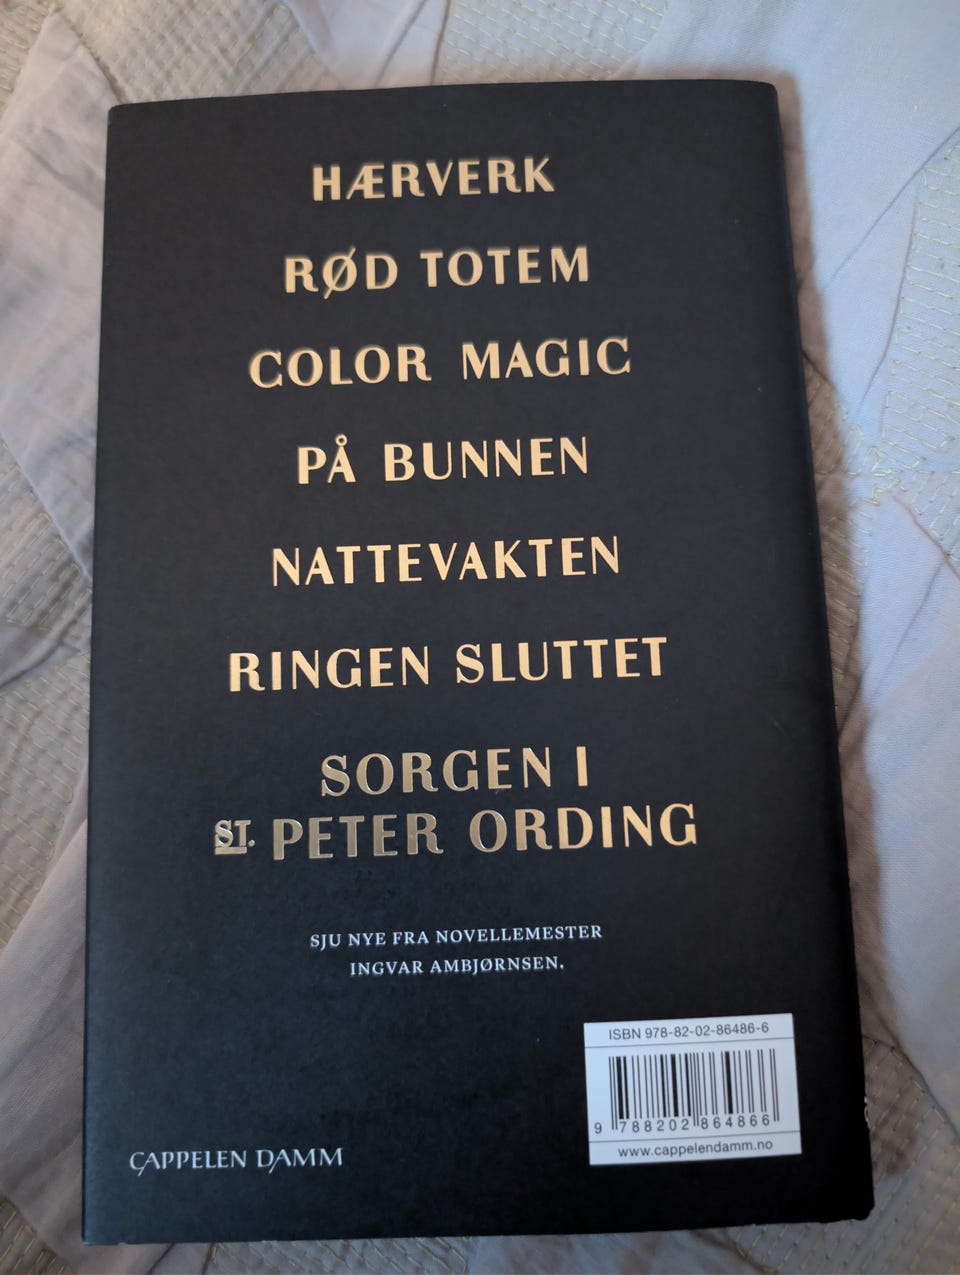 HÆRVERK
RØD TOTEM
COLOR MAGIC
PÅ BUNNEN
NATTEVAKTEN
RINGEN SLUTTET
SORGEN I
ST. PETER ORDING
SJU NYE FRA NOVELLEMESTER
INGVAR AMBJØRNSEN.
ISBN 978-82-02-86486-6
9 788202 864866
www.cappelendamm.no
CAPPELEN DAMM